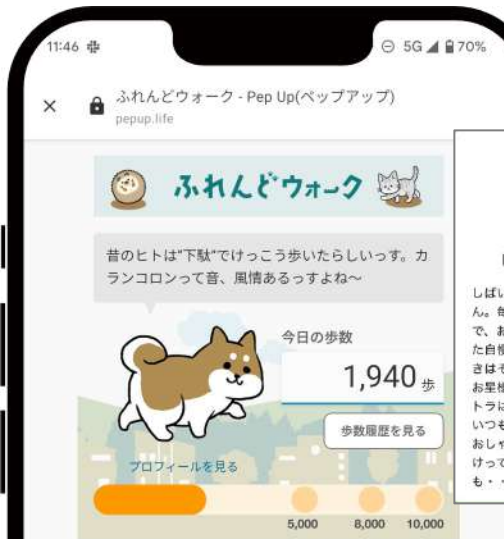 11:46
5G 70%
ふれんどウォーク - Pep Up(ペップアップ)
pepup.life
ふれんどウォーク
昔のヒトは"下駄"でけっこう歩いたらしいっす。カ
ランコロンって音、風情あるっすよね～
今日の歩数
1,940 歩
歩数履歴を見る
プロフィールを見る
5,000 8,000 10,000
しばい
ん。毎
で、お
た自慢
きはそ
お星様
トラに
いつも
おしゃ
けって
も・・